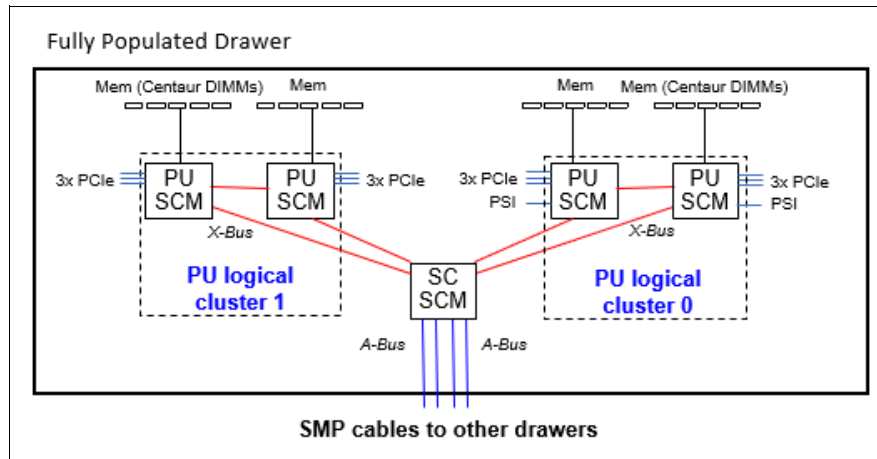 Fully Populated Drawer
Mem (Centaur DIMMs)
Mem
Mem
Mem (Centaur DIMMs)
3x PCIe
PU
SCM
PU
SCM
3x PCIe
3x PCIe
PSI
PU
SCM
PU
SCM
3x PCIe
PSI
X-Bus
X-Bus
PU logical
cluster 1
SC
SCM
PU logical
cluster 0
A-Bus
A-Bus
SMP cables to other drawers